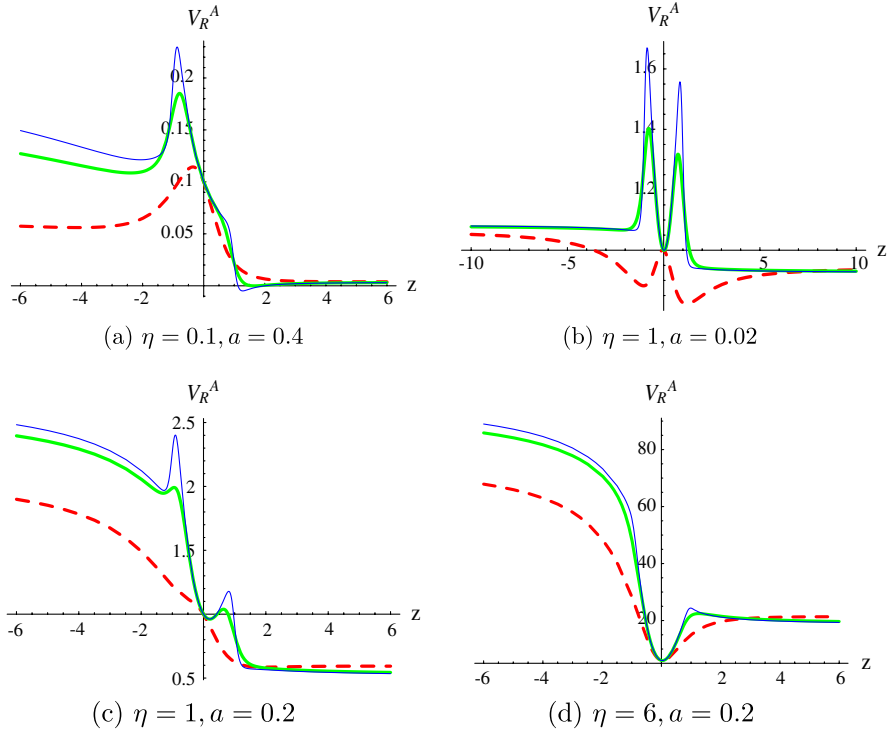 V_R^A
0.2
0.15
0.1
0.05
-6 -4 -2 2 4 6 z
(a) η = 0.1, a = 0.4
V_R^A
1.6
1.4
1.2
-10 -5 5 10 z
(b) η = 1, a = 0.02
V_R^A
2.5
2
1.5
-6 -4 -2 2 4 6 z
0.5
(c) η = 1, a = 0.2
V_R^A
80
60
40
20
-6 -4 -2 2 4 6 z
(d) η = 6, a = 0.2